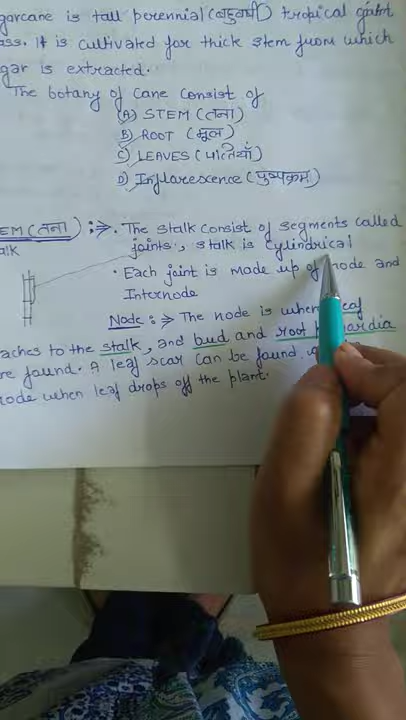 garcane is tall perennial (बहुवर्षी) tropical gaint
ass. It is cultivated for thick stem from which
gar is extracted.
The botany of cane consist of
(A) STEM (तना)
B) ROOT (मूल)
C) LEAVES (पत्तियाँ)
D) Inflorescence (पुष्पक्रम)
EM (तना) :⇒ • The stalk consist of segments called
alk joints, stalk is cylindrical
• Each joint is made up of node and
Internode
Node :⇒ The node is where leaf
aches to the stalk, and bud and root
re found. A leaf scar can be found
node when leaf drops off the plant.